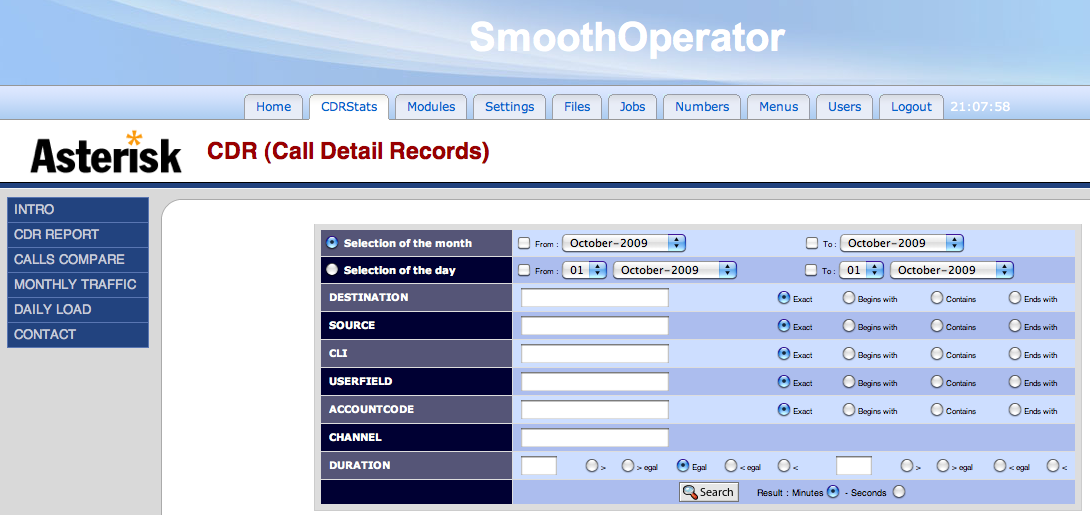 SmoothOperator
Home CDRStats Modules Settings Files Jobs Numbers Menus Users Logout 21:07:58
Asterisk CDR (Call Detail Records)
INTRO
CDR REPORT
CALLS COMPARE
MONTHLY TRAFFIC
DAILY LOAD
CONTACT
Selection of the month From : October-2009 To : October-2009
Selection of the day From : 01 October-2009 To : 01 October-2009
DESTINATION Exact Begins with Contains Ends with
SOURCE Exact Begins with Contains Ends with
CLI Exact Begins with Contains Ends with
USERFIELD Exact Begins with Contains Ends with
ACCOUNTCODE Exact Begins with Contains Ends with
CHANNEL
DURATION > > egal Egal < egal < > > egal < egal <
Search Result : Minutes - Seconds